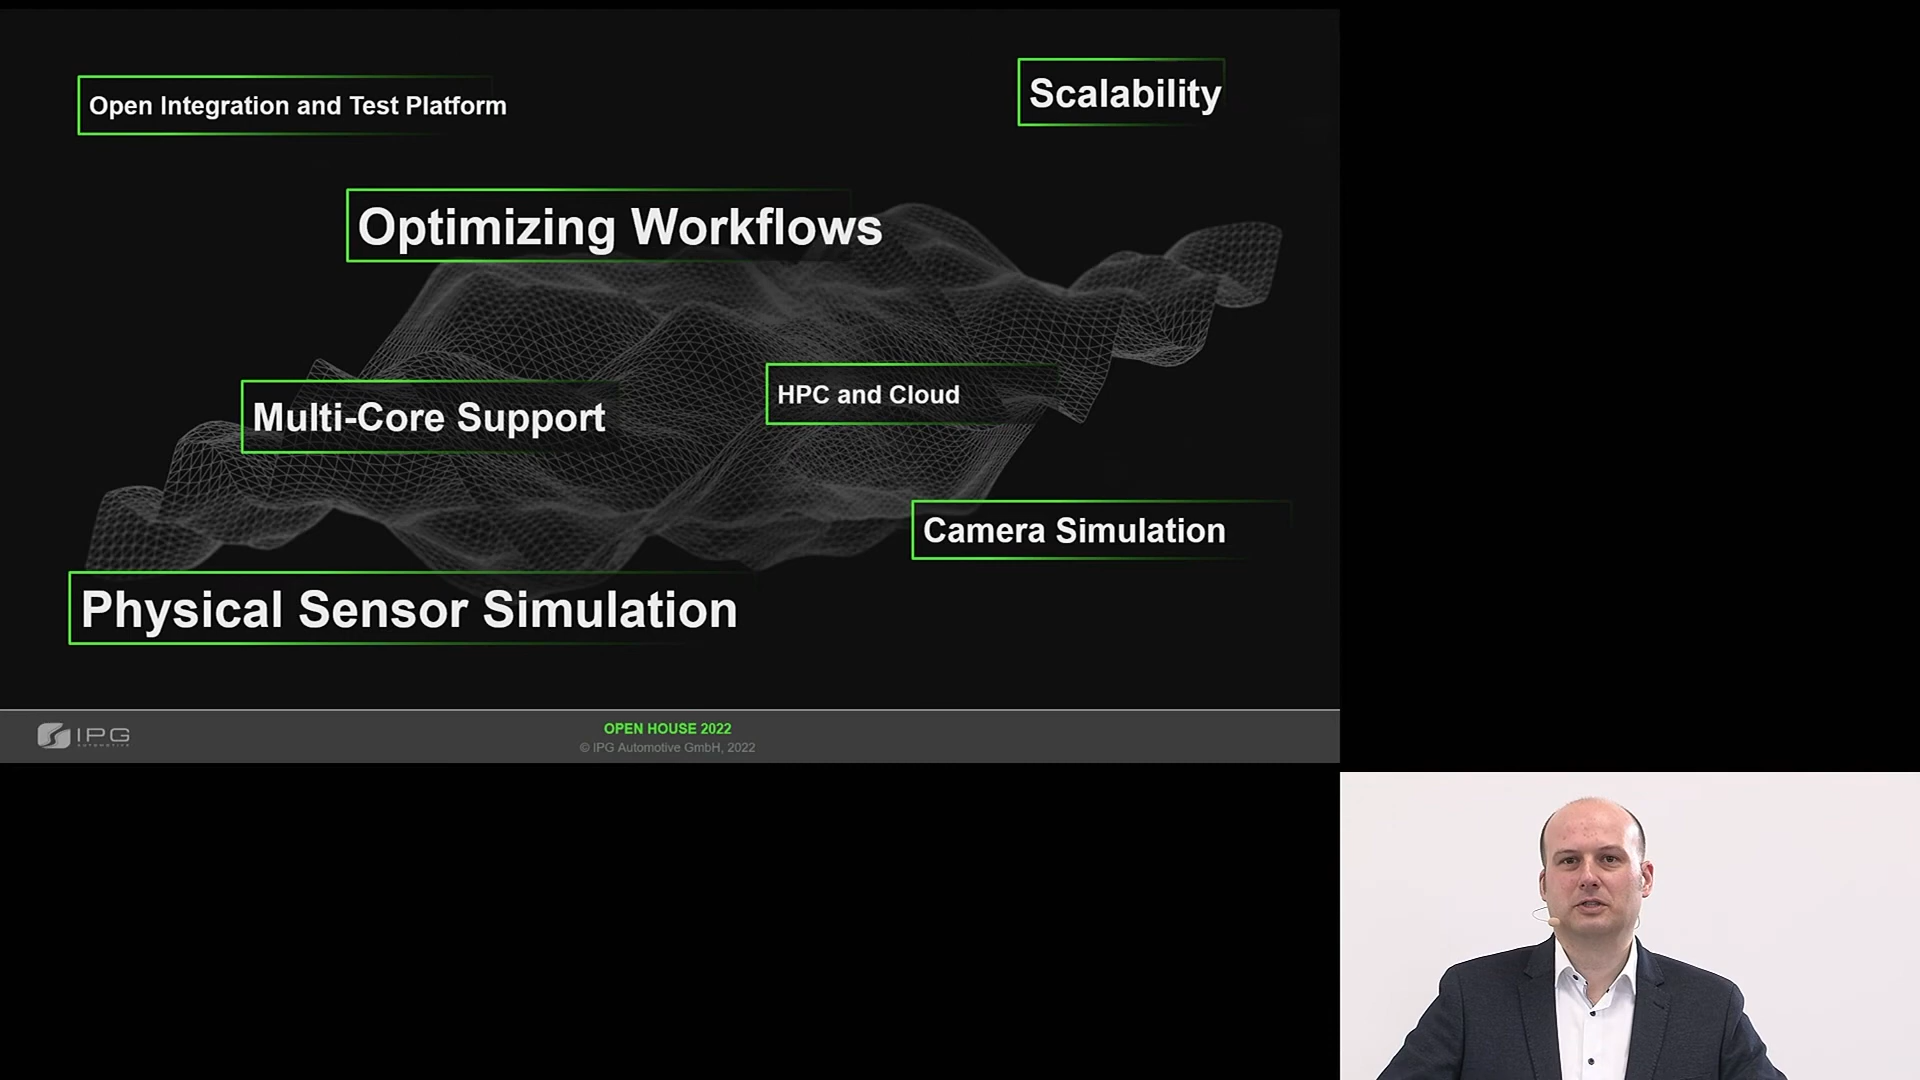 Open Integration and Test Platform
Scalability
Optimizing Workflows
Multi-Core Support
HPC and Cloud
Camera Simulation
Physical Sensor Simulation
IPG
AUTOMOTIVE
OPEN HOUSE 2022
© IPG Automotive GmbH, 2022